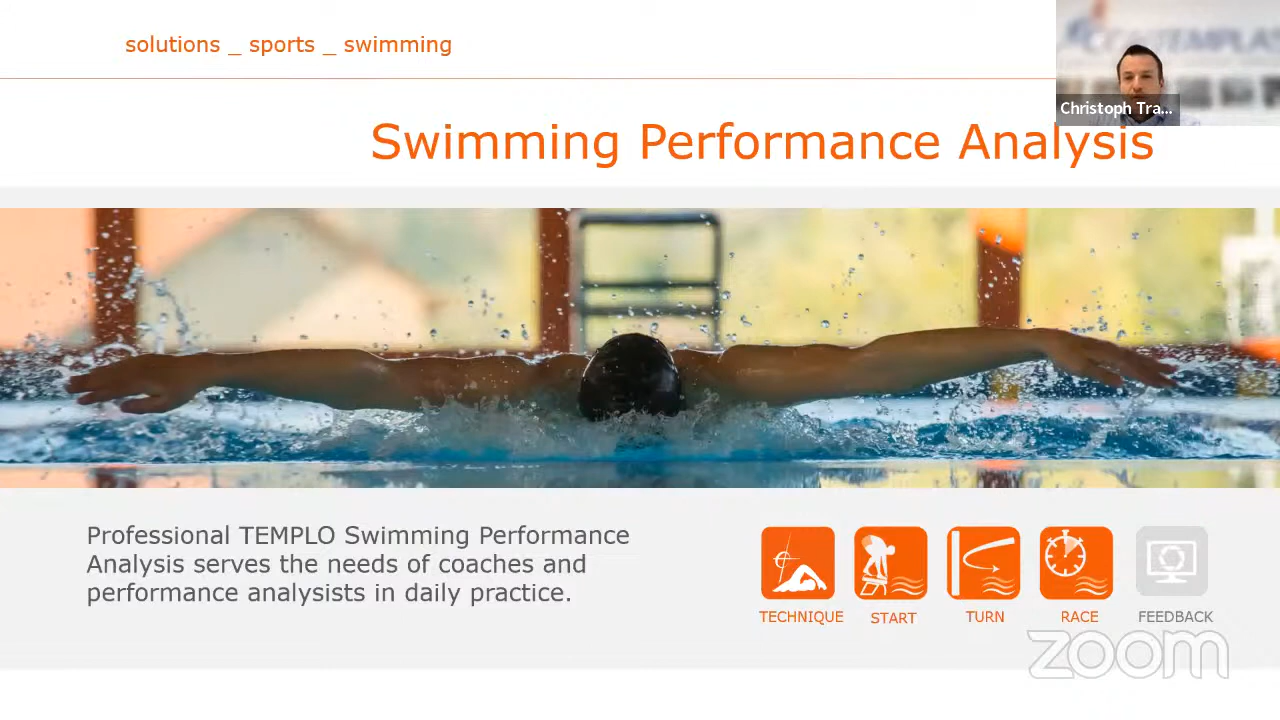 solutions _ sports _ swimming
Christoph Tra...
Swimming Performance Analysis
Professional TEMPLO Swimming Performance
Analysis serves the needs of coaches and
performance analysists in daily practice.
TECHNIQUE
START
TURN
RACE
FEEDBACK
zoom